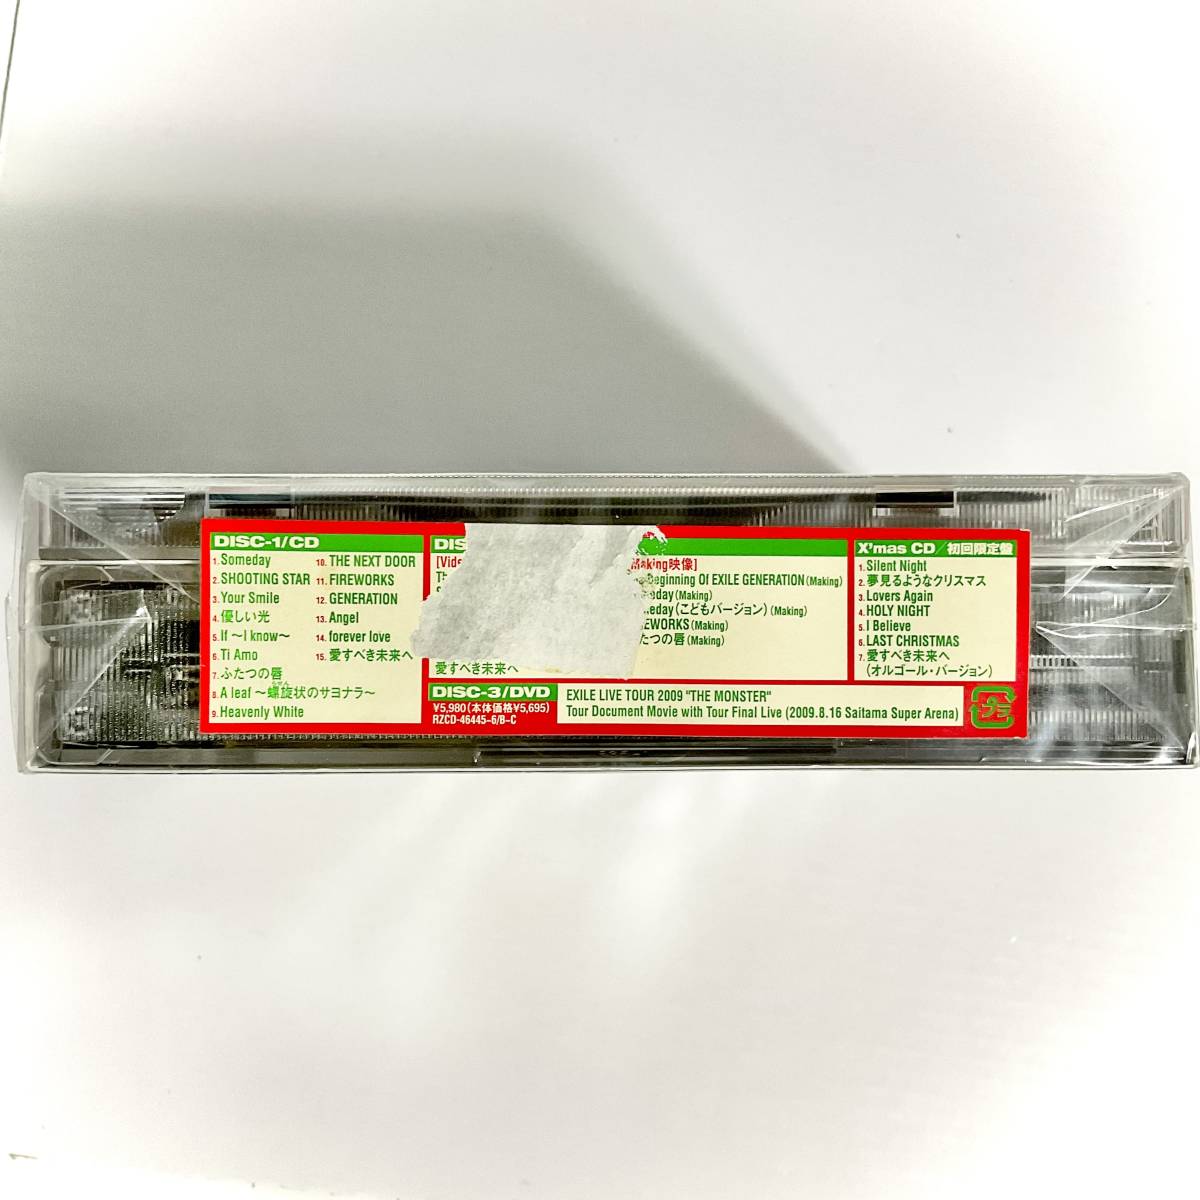 DISC-1/CD
1. Someday
2. SHOOTING STAR
3. Your Smile
4. 優しい光
5. If ～I know～
6. Ti Amo
7. ふたつの唇
8. A leaf ～螺旋状のサヨナラ～
らせん
9. Heavenly White
10. THE NEXT DOOR
11. FIREWORKS
12. GENERATION
13. Angel
14. forever love
15. 愛すべき未来へ
愛すべき未来へ
Making映像]
Beginning Of EXILE GENERATION (Making)
(Making)
(こどもバージョン) (Making)
(Making)
たつの唇 (Making)
DISC-3/DVD
¥5,980(本体価格¥5,695)
RZCD-46445-6/B-C
EXILE LIVE TOUR 2009 "THE MONSTER"
Tour Document Movie with Tour Final Live (2009.8.16 Saitama Super Arena)
X'mas CD/初回限定盤
1. Silent Night
2. 夢見るようなクリスマス
3. Lovers Again
4. HOLY NIGHT
5. I Believe
6. LAST CHRISTMAS
7. 愛すべき未来へ
(オルゴール・バージョン)